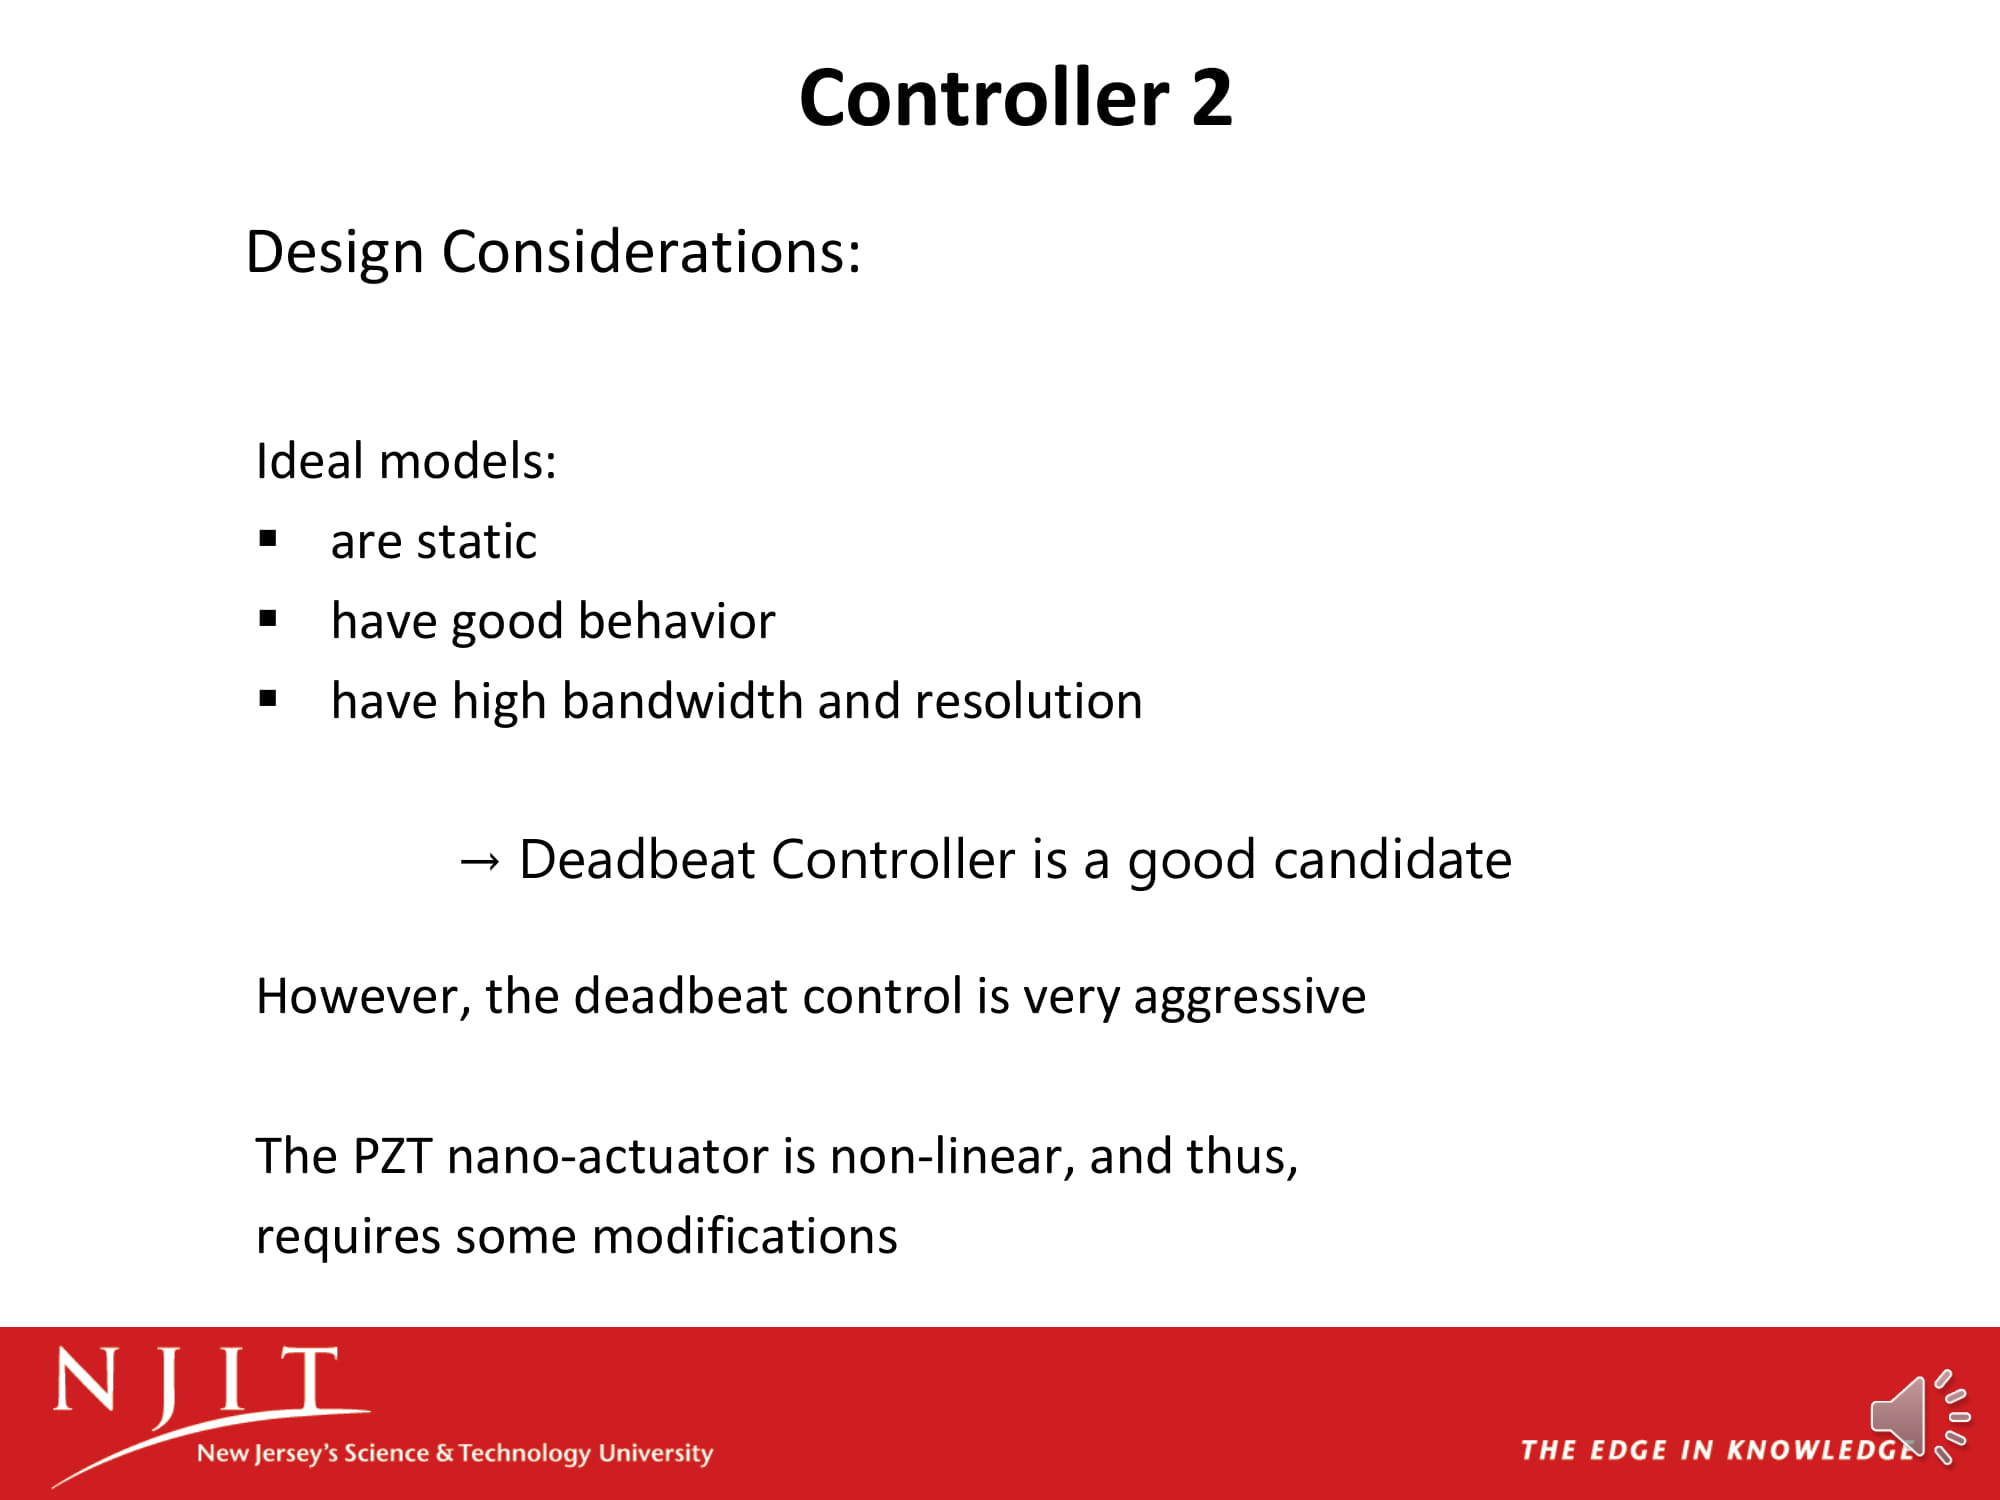 Controller 2
Design Considerations:
Ideal models:
▪ are static
▪ have good behavior
▪ have high bandwidth and resolution
→ Deadbeat Controller is a good candidate
However, the deadbeat control is very aggressive
The PZT nano-actuator is non-linear, and thus,
requires some modifications
NJIT
New Jersey's Science & Technology University
THE EDGE IN KNOWLEDGE